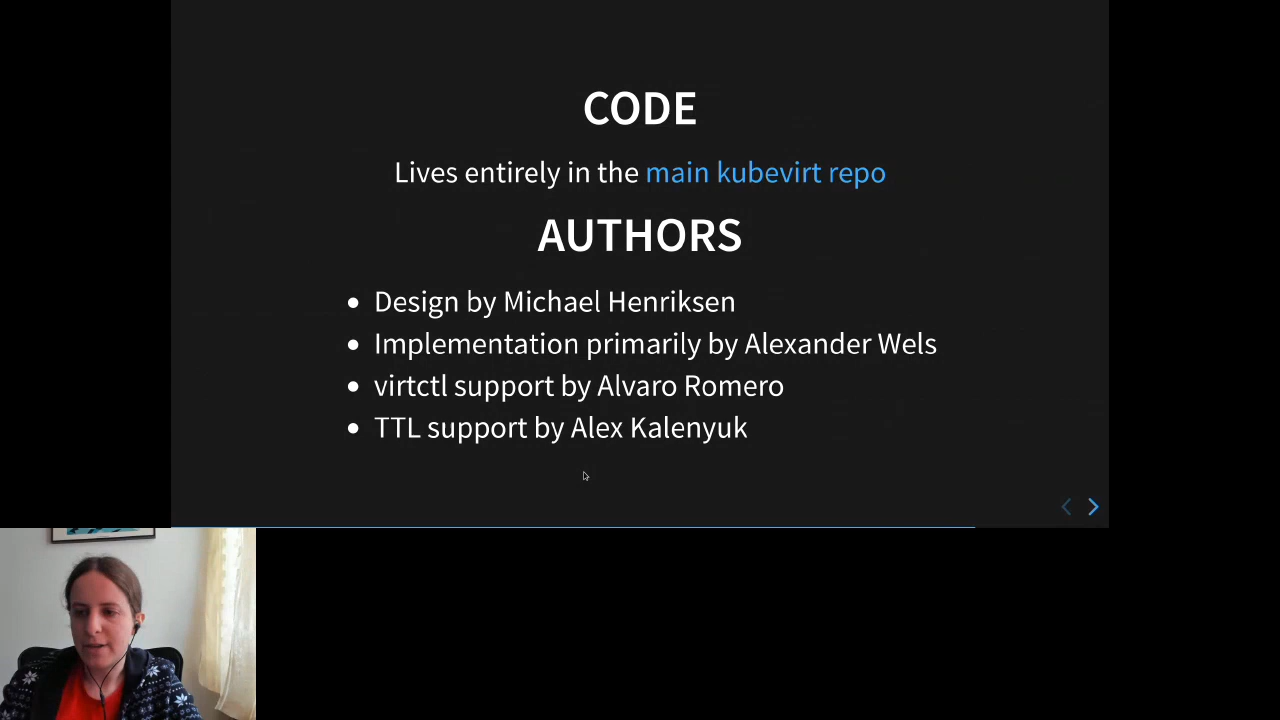 CODE
Lives entirely in the main kubevirt repo
AUTHORS
Design by Michael Henriksen
Implementation primarily by Alexander Wels
virtctl support by Alvaro Romero
TTL support by Alex Kalenyuk